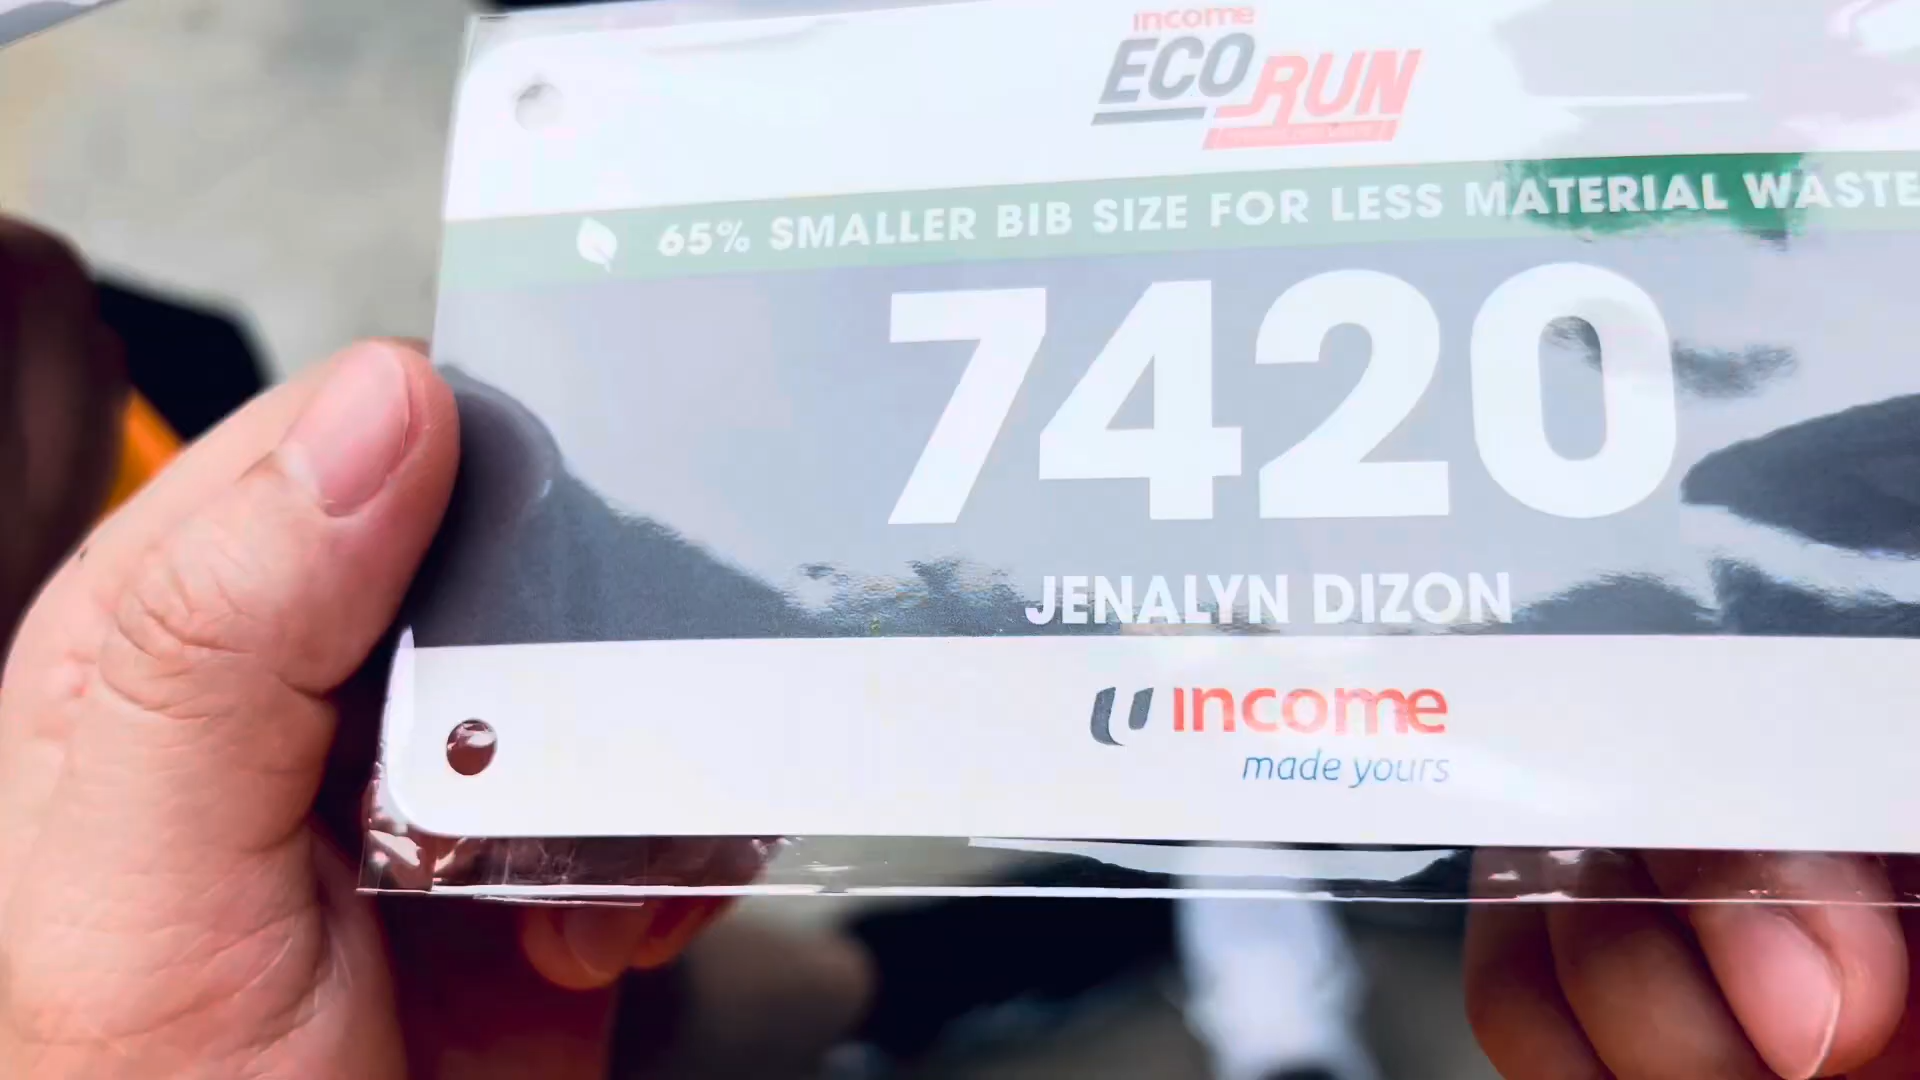 income
ECO RUN
65% SMALLER BIB SIZE FOR LESS MATERIAL WASTE
7420
JENALYN DIZON
income
made yours